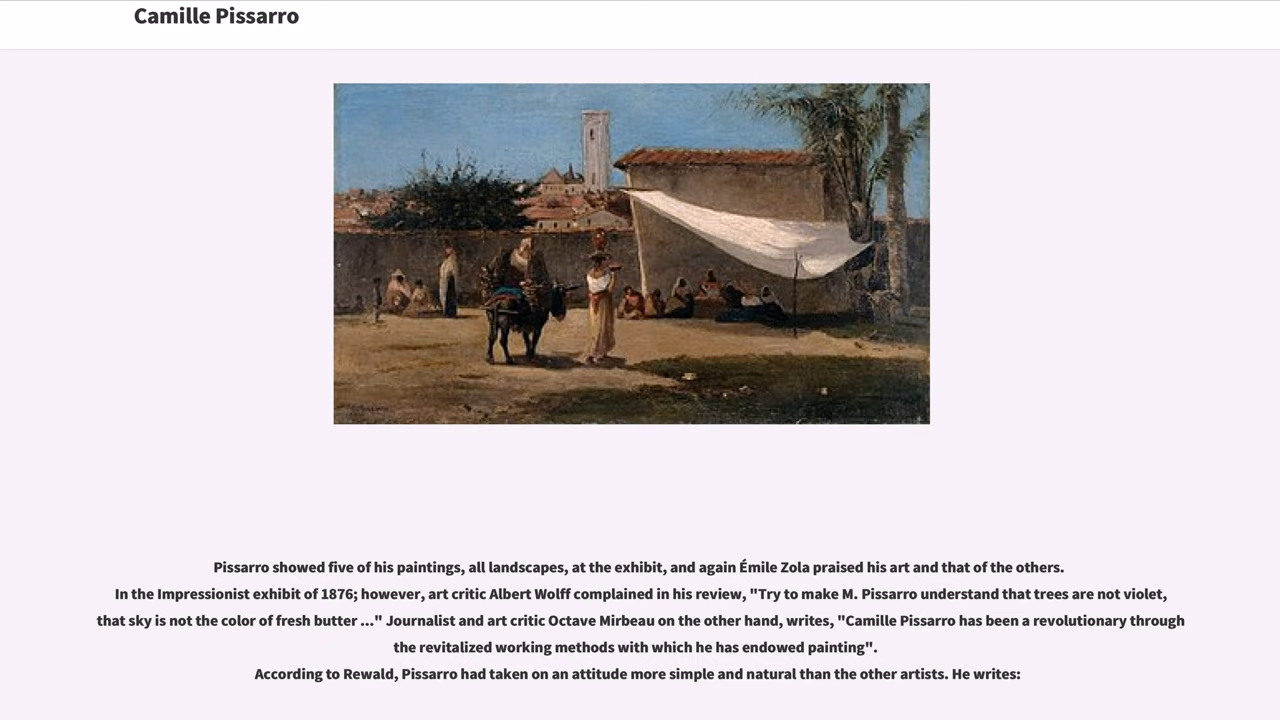 Camille Pissarro
Pissarro showed five of his paintings, all landscapes, at the exhibit, and again Émile Zola praised his art and that of the others.
In the Impressionist exhibit of 1876; however, art critic Albert Wolff complained in his review, "Try to make M. Pissarro understand that trees are not violet,
that sky is not the color of fresh butter ..." Journalist and art critic Octave Mirbeau on the other hand, writes, "Camille Pissarro has been a revolutionary through
the revitalized working methods with which he has endowed painting".
According to Rewald, Pissarro had taken on an attitude more simple and natural than the other artists. He writes: